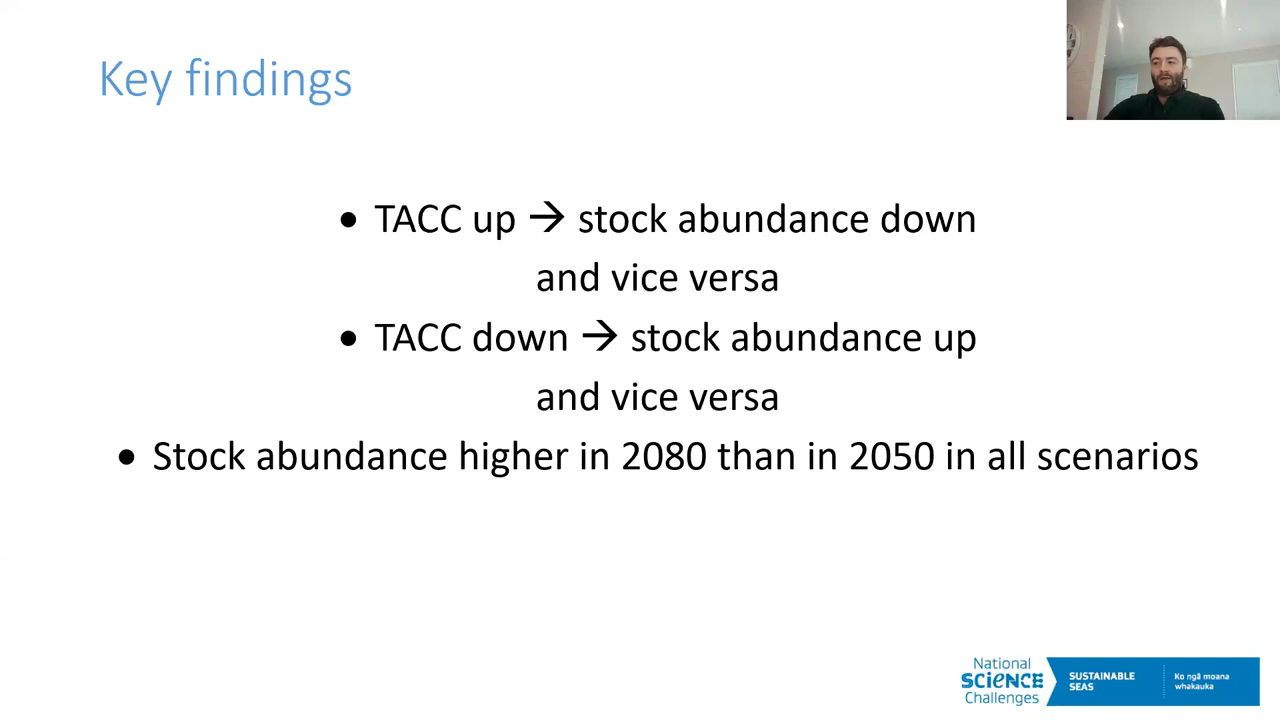 Key findings
• TACC up → stock abundance down
and vice versa
• TACC down → stock abundance up
and vice versa
• Stock abundance higher in 2080 than in 2050 in all scenarios
National
SCiENCE
Challenges
SUSTAINABLE
SEAS
Ko ngā moana
whakauka